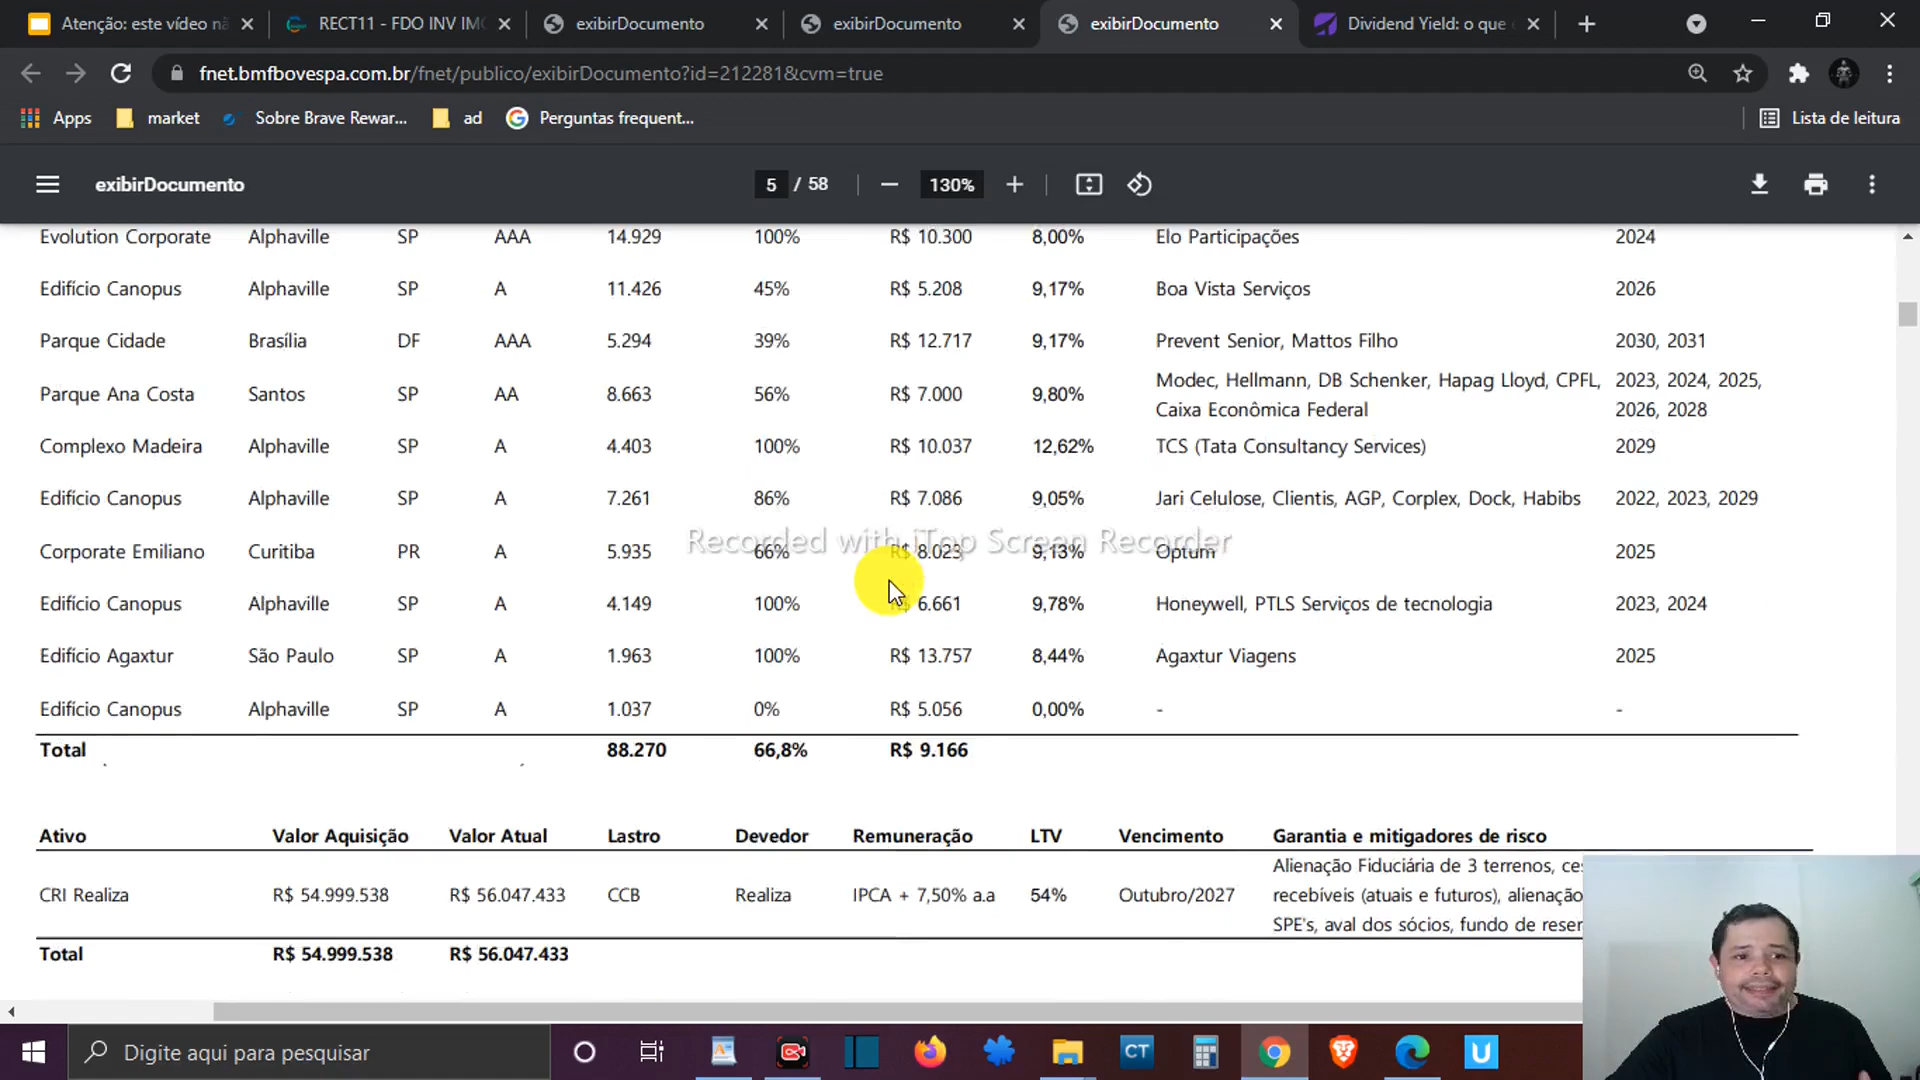 Atenção: este vídeo nã
RECT11 - FDO INV IM
exibirDocumento
exibirDocumento
exibirDocumento
Dividend Yield: o que
fnet.bmfbovespa.com.br/fnet/publico/exibirDocumento?id=212281&cvm=true
Apps
market
Sobre Brave Rewar...
ad
Perguntas frequent...
Lista de leitura
exibirDocumento
5 / 58
130%
Evolution Corporate Alphaville SP AAA 14.929 100% R$ 10.300 8,00% Elo Participações 2024
Edifício Canopus Alphaville SP A 11.426 45% R$ 5.208 9,17% Boa Vista Serviços 2026
Parque Cidade Brasília DF AAA 5.294 39% R$ 12.717 9,17% Prevent Senior, Mattos Filho 2030, 2031
Parque Ana Costa Santos SP AA 8.663 56% R$ 7.000 9,80% Modec, Hellmann, DB Schenker, Hapag Lloyd, CPFL, 2023, 2024, 2025,
Caixa Econômica Federal 2026, 2028
Complexo Madeira Alphaville SP A 4.403 100% R$ 10.037 12,62% TCS (Tata Consultancy Services) 2029
Edifício Canopus Alphaville SP A 7.261 86% R$ 7.086 9,05% Jari Celulose, Clientis, AGP, Corplex, Dock, Habibs 2022, 2023, 2029
Recorded with iTop Screen Recorder
Corporate Emiliano Curitiba PR A 5.935 66% R$ 8.023 9,13% Optum 2025
Edifício Canopus Alphaville SP A 4.149 100% R$ 6.661 9,78% Honeywell, PTLS Serviços de tecnologia 2023, 2024
Edifício Agaxtur São Paulo SP A 1.963 100% R$ 13.757 8,44% Agaxtur Viagens 2025
Edifício Canopus Alphaville SP A 1.037 0% R$ 5.056 0,00% - -
Total 88.270 66,8% R$ 9.166
Ativo Valor Aquisição Valor Atual Lastro Devedor Remuneração LTV Vencimento Garantia e mitigadores de risco
Alienação Fiduciária de 3 terrenos, ces
CRI Realiza R$ 54.999.538 R$ 56.047.433 CCB Realiza IPCA + 7,50% a.a 54% Outubro/2027 recebíveis (atuais e futuros), alienação
SPE's, aval dos sócios, fundo de reser
Total R$ 54.999.538 R$ 56.047.433
Digite aqui para pesquisar
CT
U